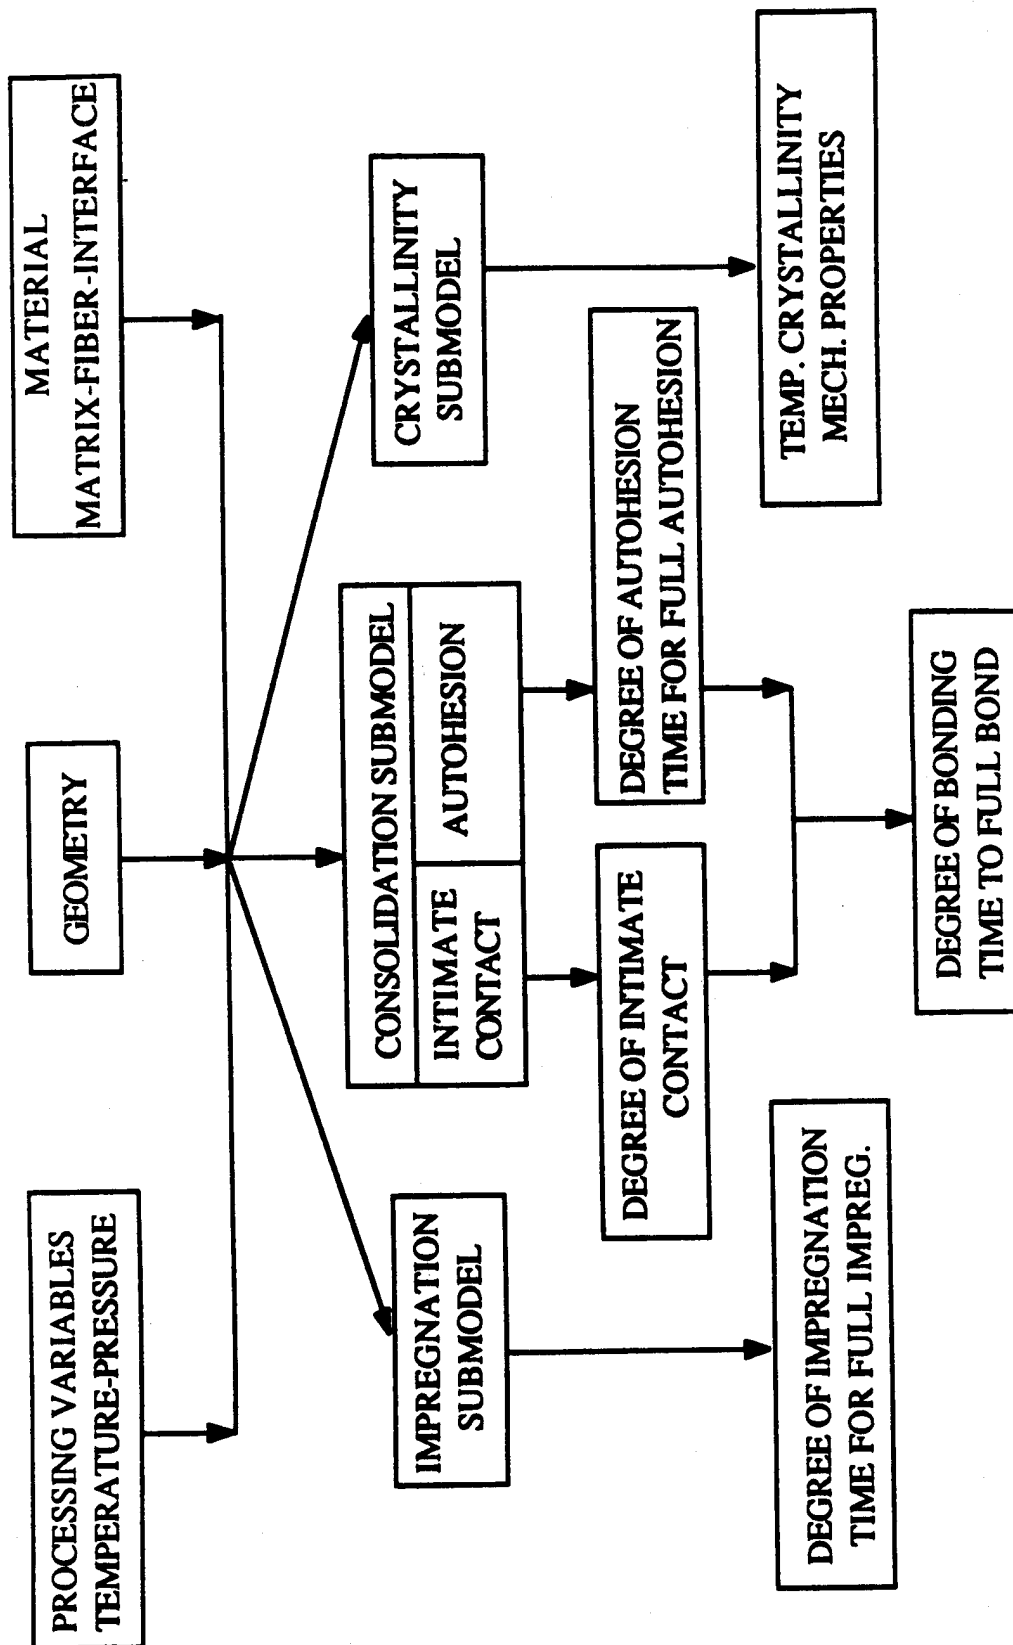 PROCESSING VARIABLES
TEMPERATURE-PRESSURE
GEOMETRY
MATERIAL
MATRIX-FIBER-INTERFACE
IMPREGNATION
SUBMODEL
CONSOLIDATION SUBMODEL
INTIMATE
CONTACT
AUTOHESION
CRYSTALLINITY
SUBMODEL
DEGREE OF INTIMATE
CONTACT
DEGREE OF AUTOHESION
TIME FOR FULL AUTOHESION
DEGREE OF IMPREGNATION
TIME FOR FULL IMPREG.
TEMP. CRYSTALLINITY
MECH. PROPERTIES
DEGREE OF BONDING
TIME TO FULL BOND